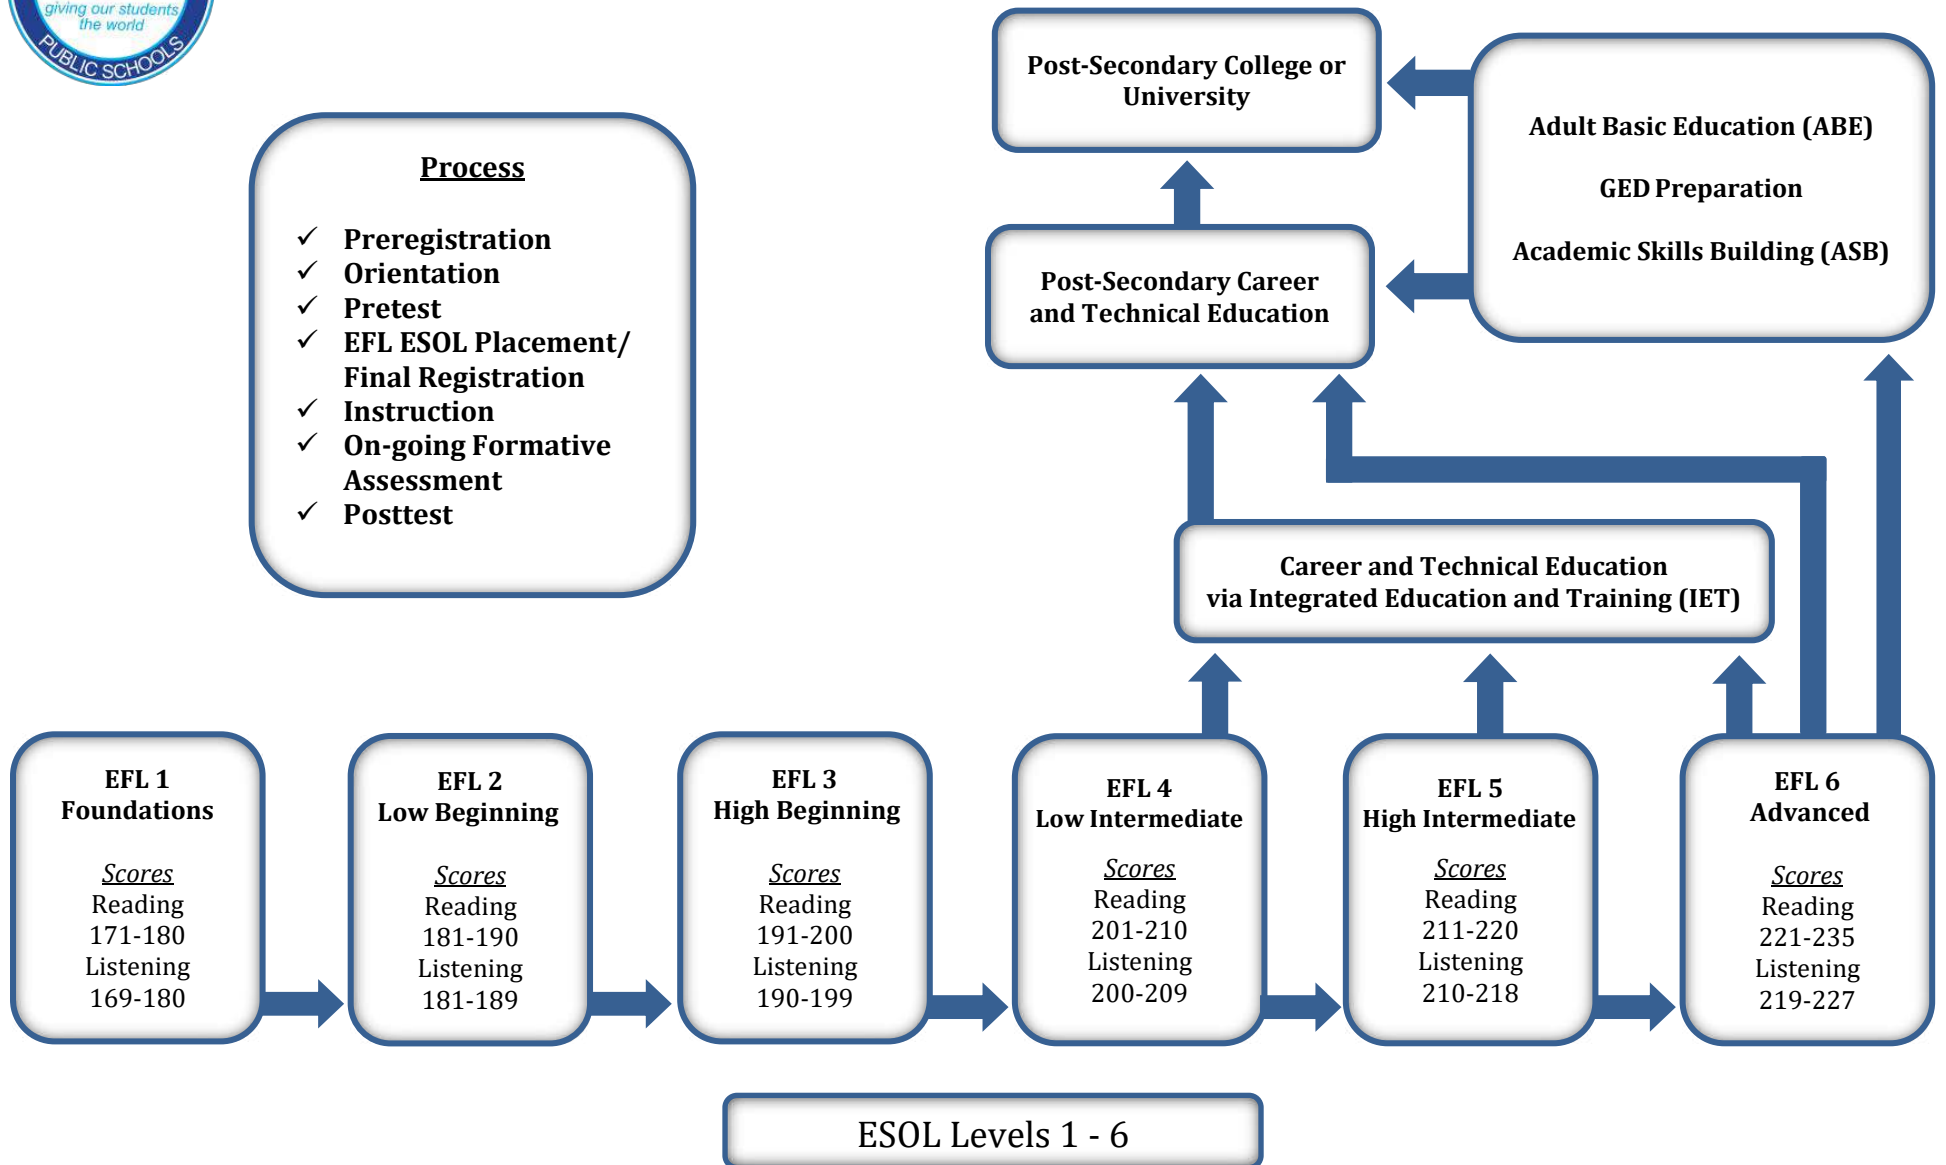 giving our students
the world
PUBLIC SCHOOLS
Process
✓ Preregistration
✓ Orientation
✓ Pretest
✓ EFL ESOL Placement/
Final Registration
✓ Instruction
✓ On-going Formative
Assessment
✓ Posttest
Post-Secondary College or
University
Adult Basic Education (ABE)
GED Preparation
Academic Skills Building (ASB)
Post-Secondary Career
and Technical Education
Career and Technical Education
via Integrated Education and Training (IET)
EFL 1
Foundations
Scores
Reading
171-180
Listening
169-180
EFL 2
Low Beginning
Scores
Reading
181-190
Listening
181-189
EFL 3
High Beginning
Scores
Reading
191-200
Listening
190-199
EFL 4
Low Intermediate
Scores
Reading
201-210
Listening
200-209
EFL 5
High Intermediate
Scores
Reading
211-220
Listening
210-218
EFL 6
Advanced
Scores
Reading
221-235
Listening
219-227
ESOL Levels 1 - 6